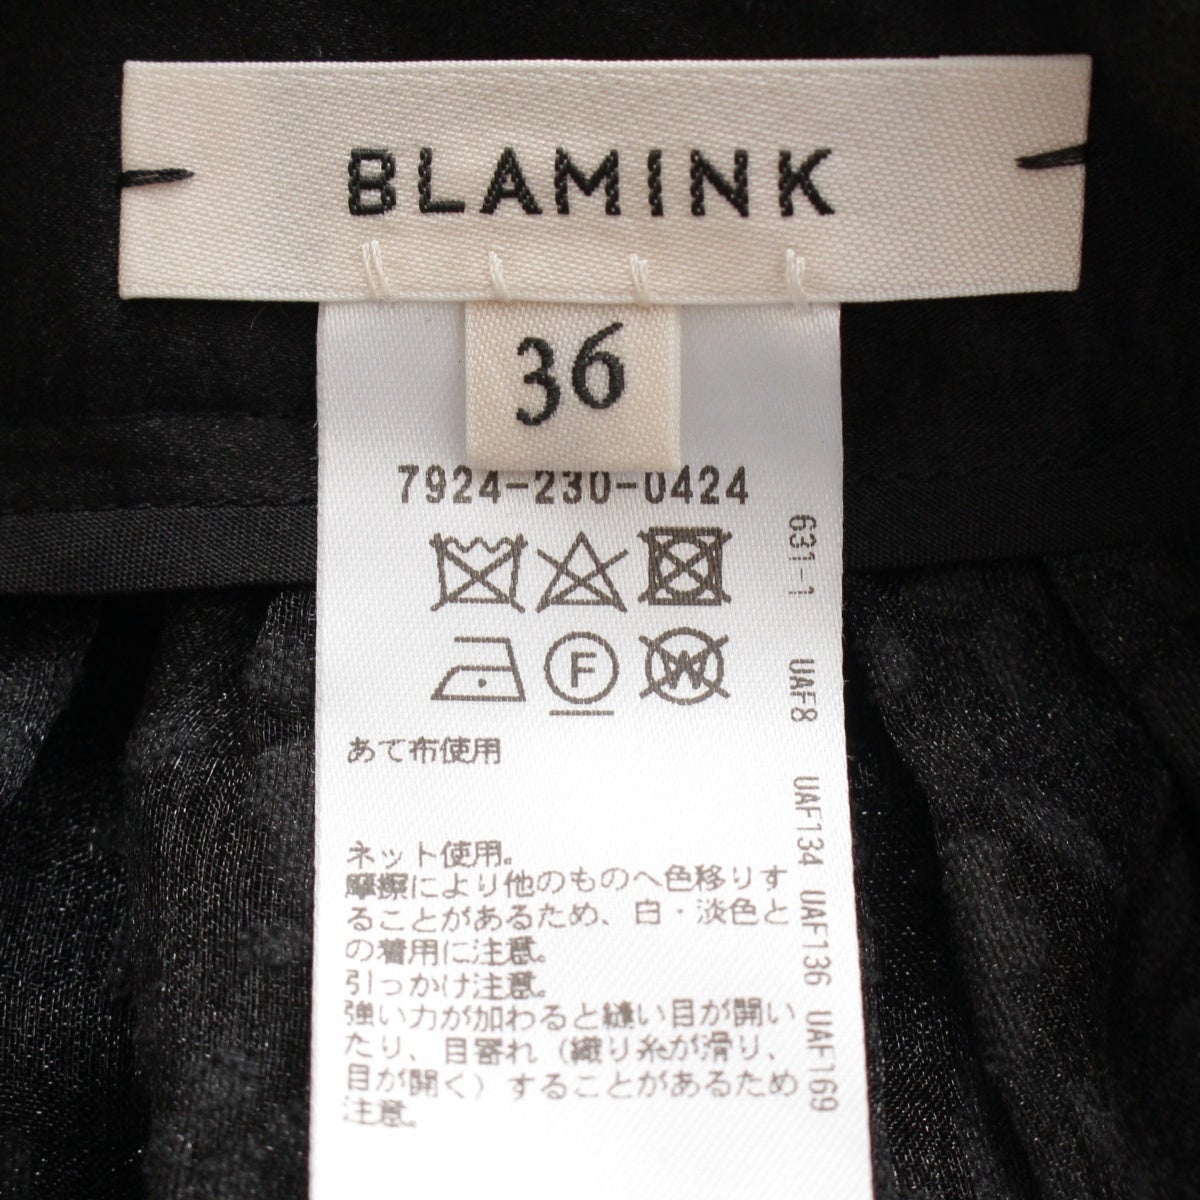 BLAMINK
36
7924-230-0424
F
W
あて布使用
ネット使用。
摩擦により他のものへ色移りす
ることがあるため、白・淡色と
の着用に注意。
引っかけ注意。
強い力が加わると縫い目が開い
たり、目寄れ（織り糸が滑り、
目が開く）することがあるため
注意。
631-1 UAF8 UAF134 UAF136 UAF169